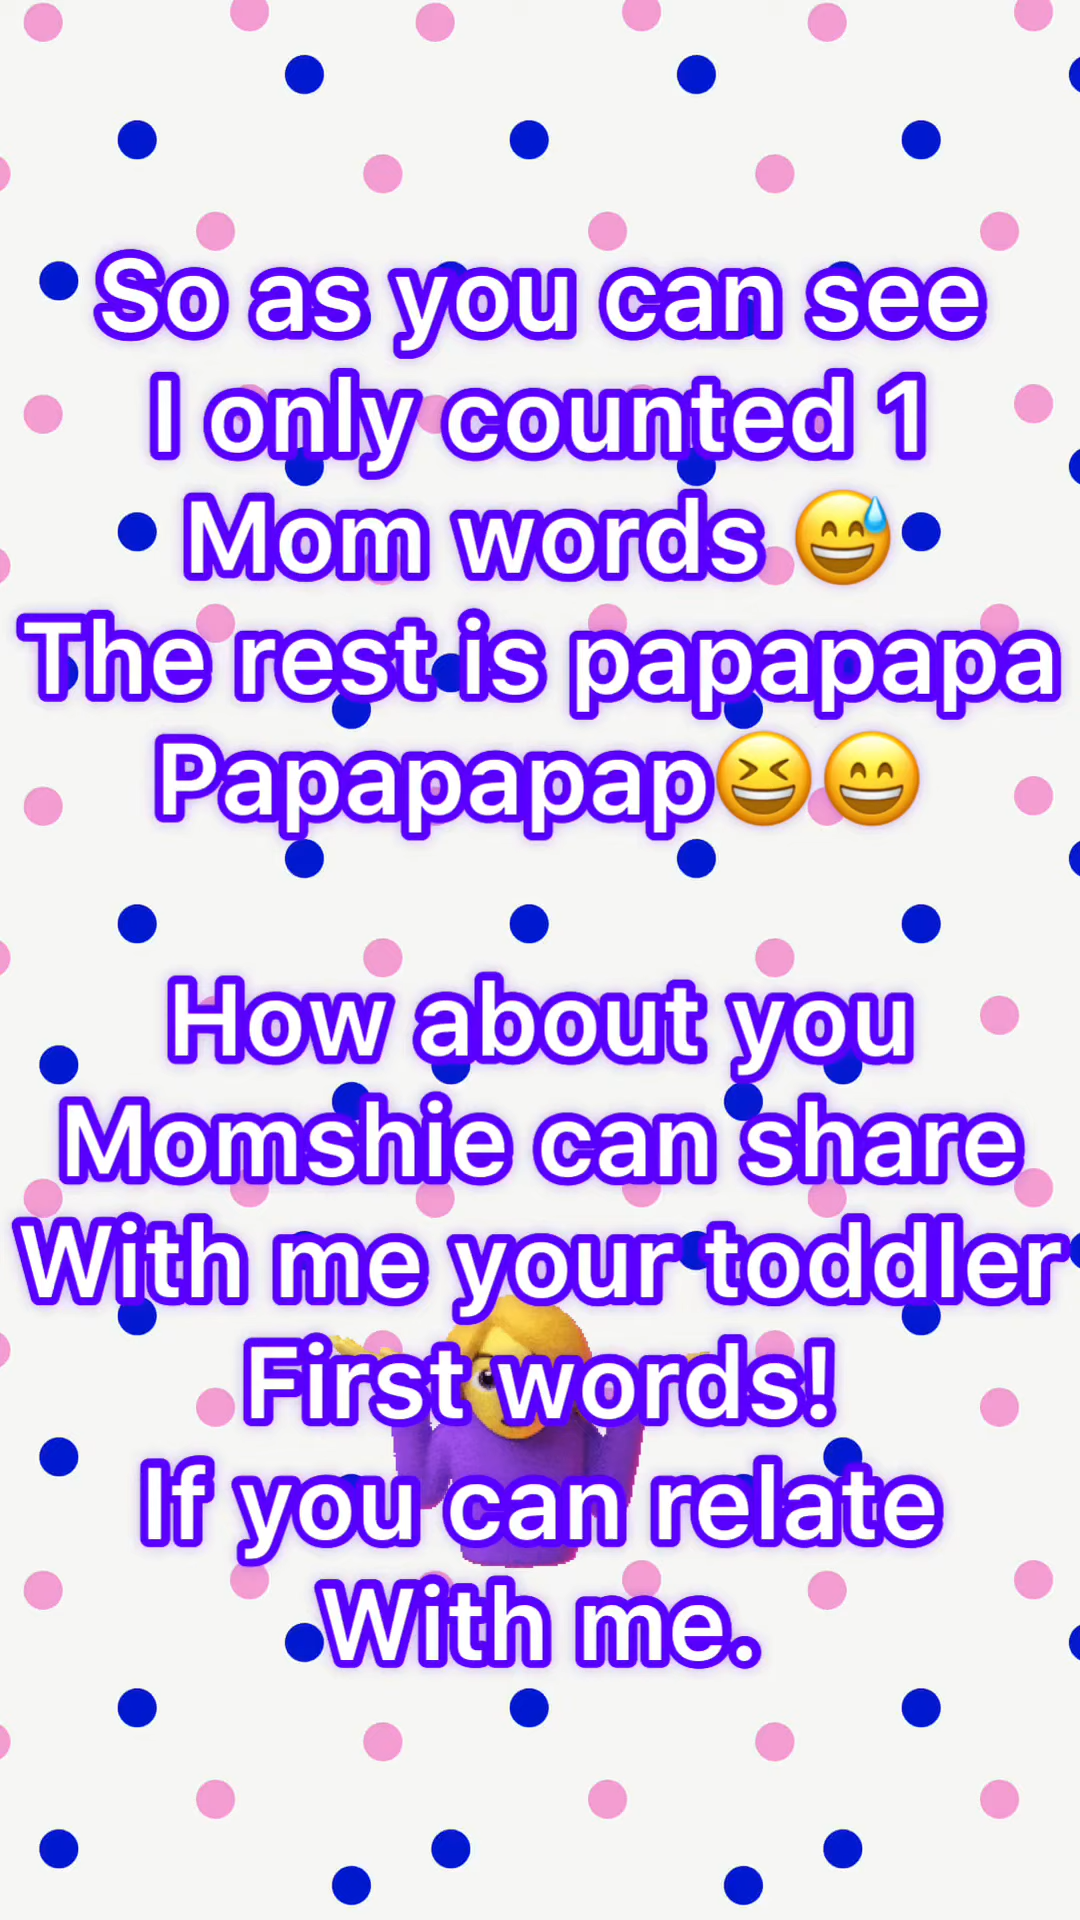 So as you can see
I only counted 1
Mom words 😅
The rest is papapapa
Papapapap😆😄
How about you
Momshie can share
With me your toddler
First words!
If you can relate
With me.